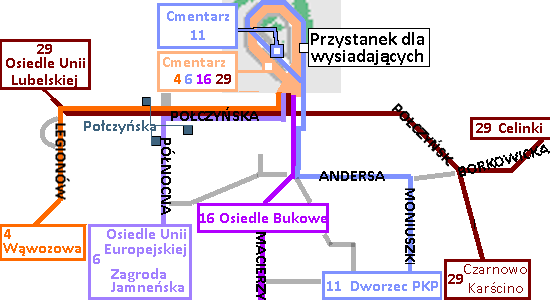 Cmentarz
11
Przystanek dla
wysiadających
29
Osiedle Unii
Lubelskiej
Cmentarz
4 6 16 29
POŁCZYŃSKA
Połczyńska
POŁCZYŃSK
29 Celinki
BORKOWICKA
LEGIONÓW
PÓŁNOCNA
ANDERSA
MONIUSZKI
16 Osiedle Bukowe
4
Wąwozowa
Osiedle Unii
Europejskiej
6
Zagroda
Jamneńska
MACIERZY
11 Dworzec PKP
29
Czarnowo
Karścino